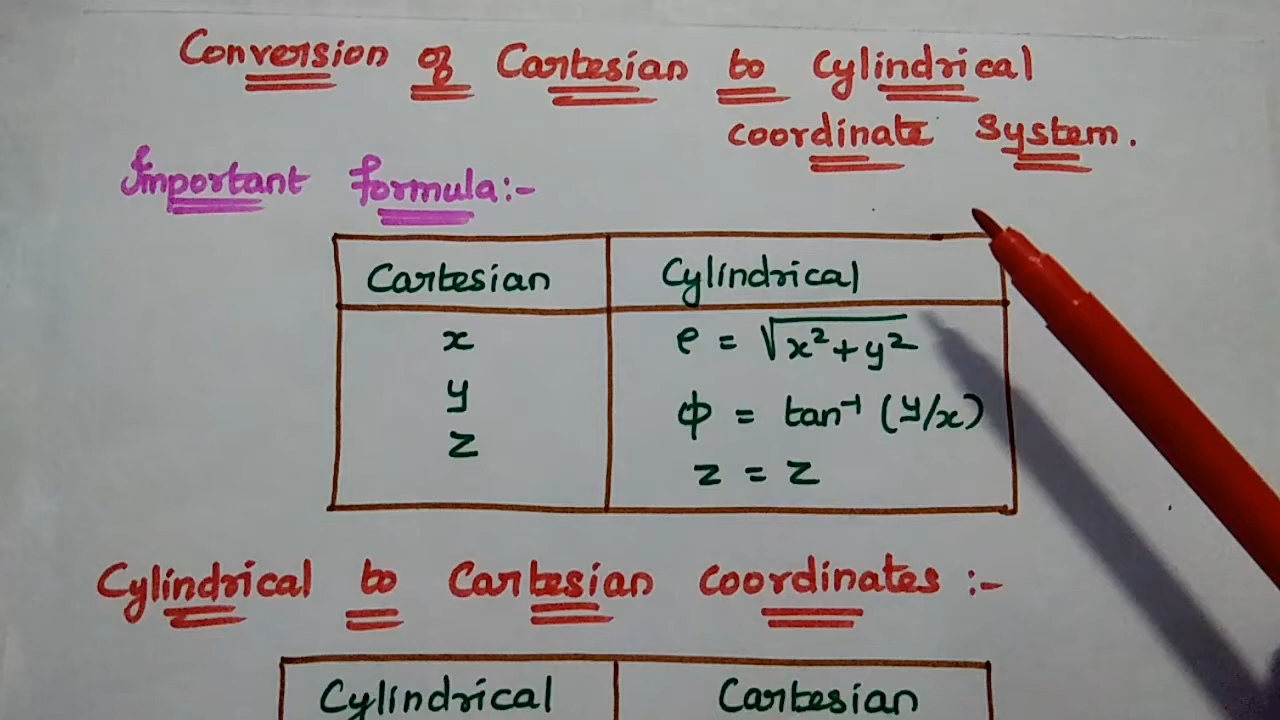 Conversion of Cartesian to Cylindrical
coordinate system.
Important formula:-
Cartesian Cylindrical
x ρ = √x²+y²
y φ = tan⁻¹ (y/x)
z z = z
Cylindrical to Cartesian coordinates :-
Cylindrical Cartesian